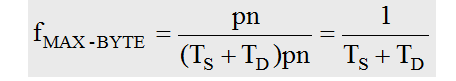 f_MAX-BYTE = pn / (T_S + T_D)pn = 1 / T_S + T_D